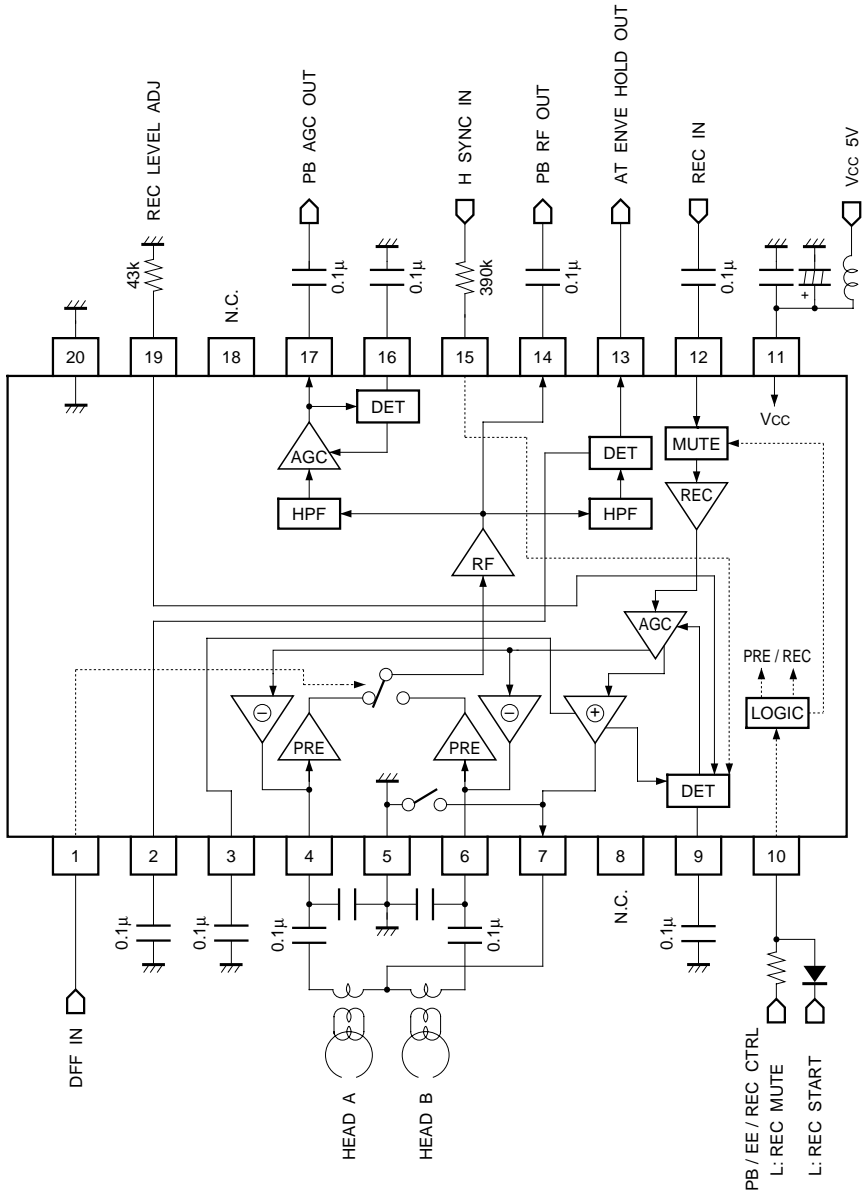 REC LEVEL ADJ
PB AGC OUT
H SYNC IN
PB RF OUT
AT ENVE HOLD OUT
REC IN
Vcc 5V
43k
N.C.
0.1μ
0.1μ
390k
0.1μ
0.1μ
+
20
19
18
17
16
15
14
13
12
11
Vcc
DET
AGC
HPF
RF
DET
HPF
MUTE
REC
AGC
PRE / REC
LOGIC
−
PRE
PRE
−
+
DET
1
2
3
4
5
6
7
8
9
10
0.1μ
0.1μ
0.1μ
0.1μ
N.C.
0.1μ
DFF IN
HEAD A
HEAD B
PB / EE / REC CTRL
L: REC MUTE
L: REC START